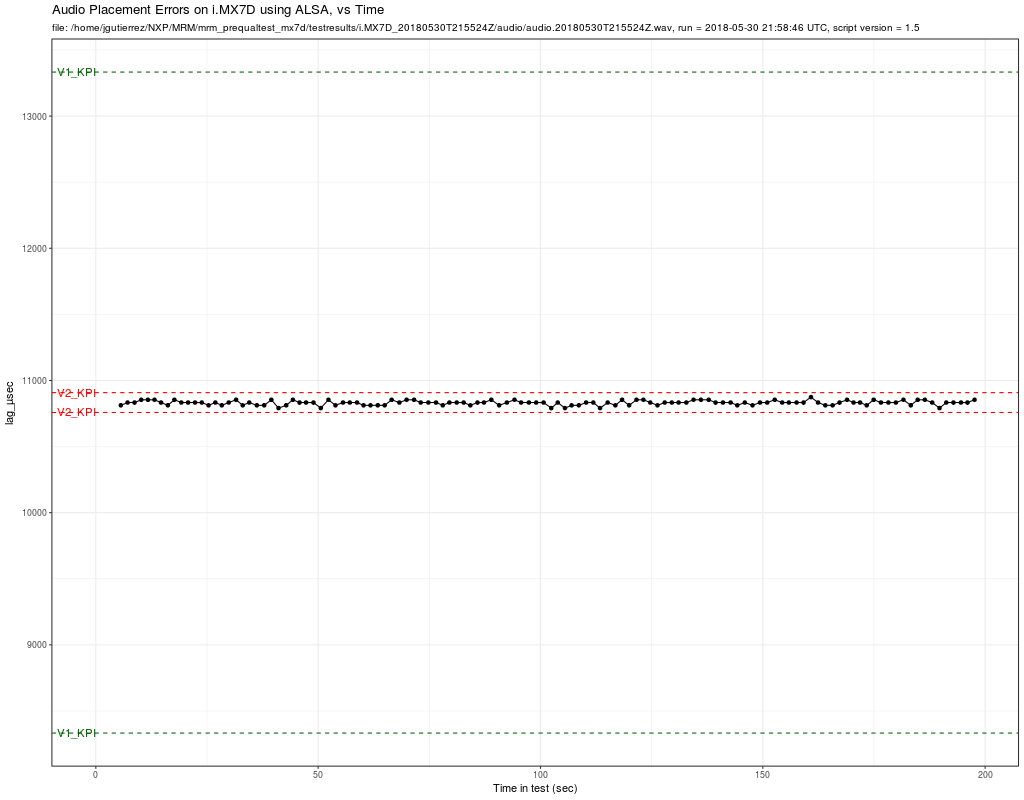 Audio Placement Errors on i.MX7D using ALSA, vs Time
file: /home/jgutierrez/NXP/MRM/mrm_prequaltest_mx7d/testresults/i.MX7D_20180530T215524Z/audio/audio.20180530T215524Z.wav, run = 2018-05-30 21:58:46 UTC, script version = 1.5
V1_KPI
13000
12000
11000
V2_KPI
V2_KPI
lag_µsec
10000
9000
V1_KPI
0 50 100 150 200
Time in test (sec)